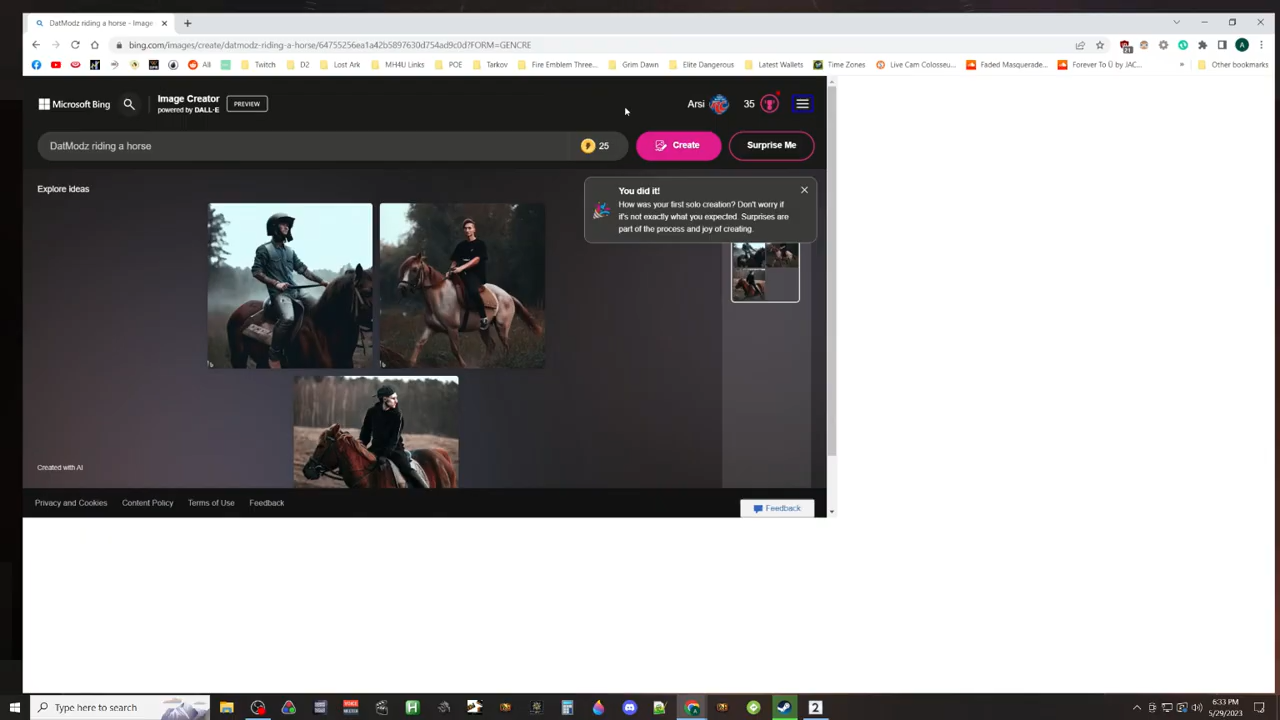 DatModz riding a horse - Image
bing.com/images/create/datmodz-riding-a-horse/64755256ea1a42b5897630d754ad9c0d?FORM=GENCRE
All Twitch D2 Lost Ark MH4U Links POE Tarkov Fire Emblem Three... Grim Dawn Elite Dangerous Latest Wallets Time Zones Live Cam Colosseu... Faded Masquerade... Forever To Ü by JAC... » Other bookmarks
Microsoft Bing
Image Creator
powered by DALL·E
PREVIEW
Arsi
35
DatModz riding a horse
25
Create
Surprise Me
Explore Ideas
You did it!
How was your first solo creation? Don't worry if
it's not exactly what you expected. Surprises are
part of the process and joy of creating.
Created with AI
Privacy and Cookies Content Policy Terms of Use Feedback
Feedback
Type here to search
6:33 PM
5/29/2023